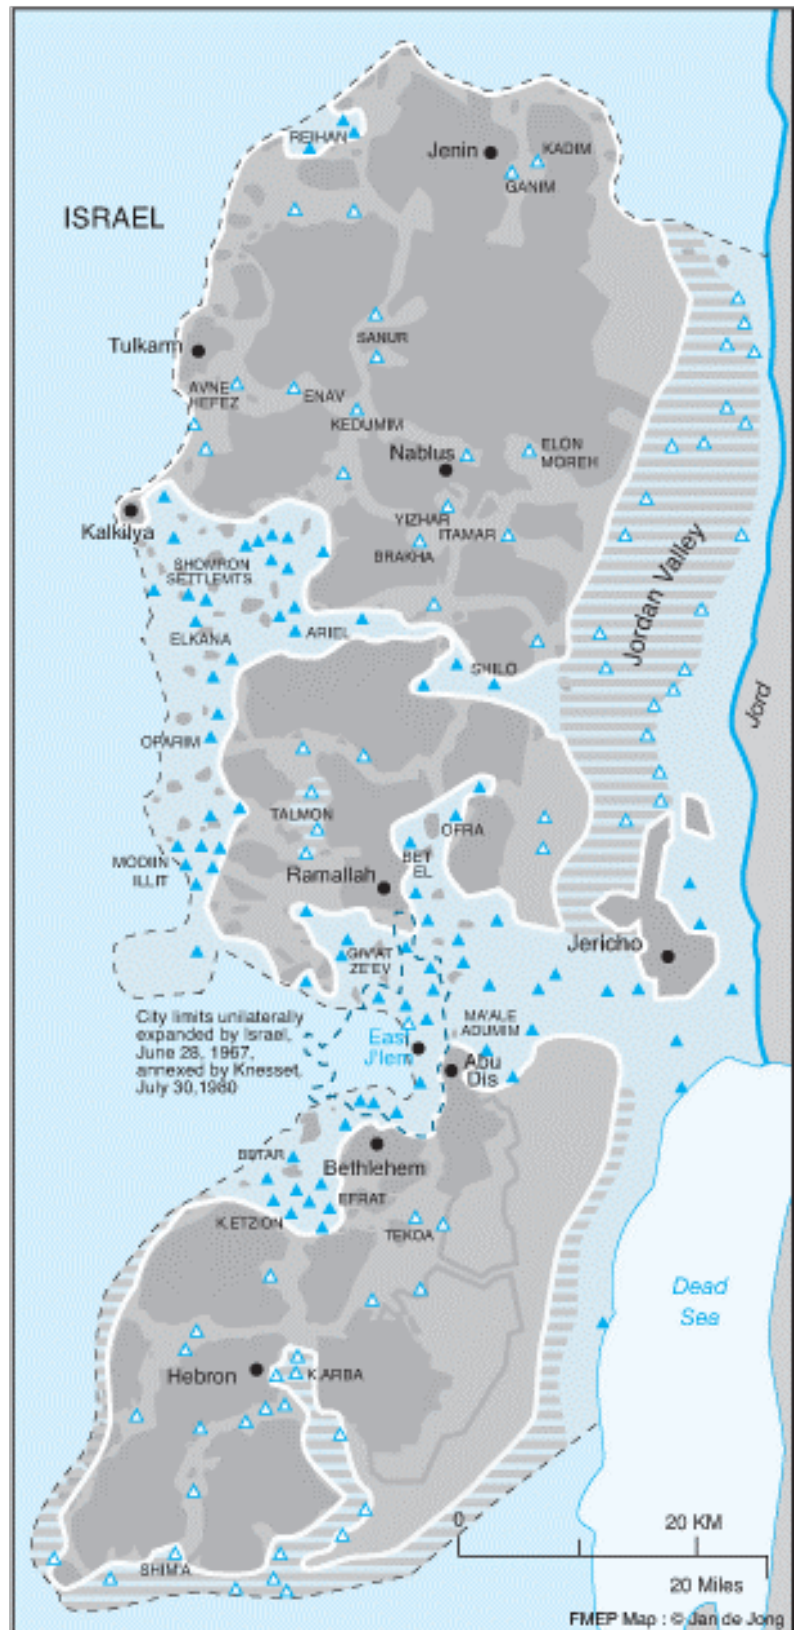 REIHAN
Jenin
KADIM
GANIM
ISRAEL
SANUR
Tulkarm
AVNE
HEFEZ
ENAV
KEDUMIM
Nablus
ELON
MOREH
YIZHAR
ITAMAR
BRAKHA
Kalkilya
SHOMRON
SETTLEMTS
Jordan Valley
ELKANA
ARIEL
SHILO
Jord
OFARIM
TALMON
OFRA
BET
EL
MODIIN
ILLIT
Ramallah
Jericho
GIV'AT
ZE'EV
City limits unilaterally
expanded by Israel,
June 28, 1967,
annexed by Knesset,
July 30,1980
MA'ALE
ADUMIM
East
J'lem
Abu
Dis
BETAR
Bethlehem
EFRAT
K.ETZION
TEKOA
Dead
Sea
Hebron
K.ARBA
SHIM'A
0
20 KM
20 Miles
FMEP Map : © Jan de Jong